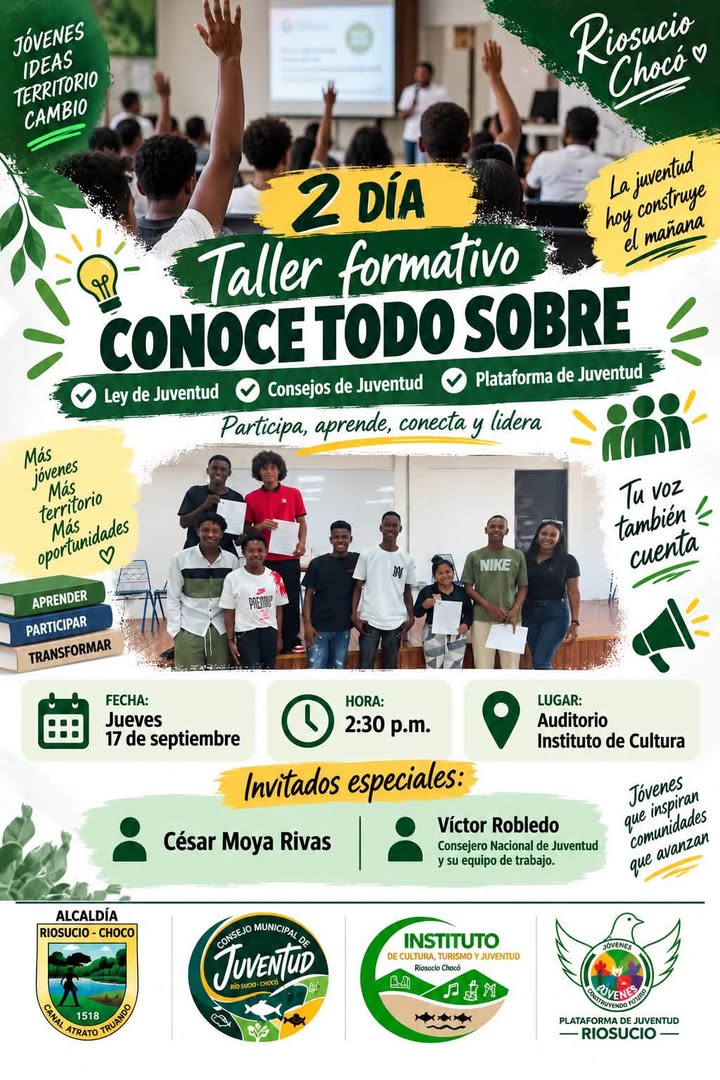 JÓVENES
IDEAS
TERRITORIO
CAMBIO
Riosucio
Chocó
La juventud
hoy construye
el mañana
2 DÍA
Taller formativo
CONOCE TODO SOBRE
Ley de Juventud
Consejos de Juventud
Plataforma de Juventud
Participa, aprende, conecta y lidera
Más
jóvenes
Más
territorio
Más
oportunidades
Tu voz
también
cuenta
NIKE
APRENDER
PARTICIPAR
TRANSFORMAR
FECHA:
Jueves
17 de septiembre
HORA:
2:30 p.m.
LUGAR:
Auditorio
Instituto de Cultura
Invitados especiales:
César Moya Rivas
Víctor Robledo
Consejero Nacional de Juventud
y su equipo de trabajo.
Jóvenes
que inspiran
comunidades
que avanzan
ALCALDÍA
RIOSUCIO - CHOCO
1518
CANAL ATRATO TRUANDO
CONSEJO MUNICIPAL DE
JUVENTUD
RÍO SUCIO - CHOCÓ
INSTITUTO
DE CULTURA, TURISMO Y JUVENTUD
Riosucio Chocó
JÓVENES
JÓVENES
CONSTRUYENDO FUTURO
PLATAFORMA DE JUVENTUD
RIOSUCIO